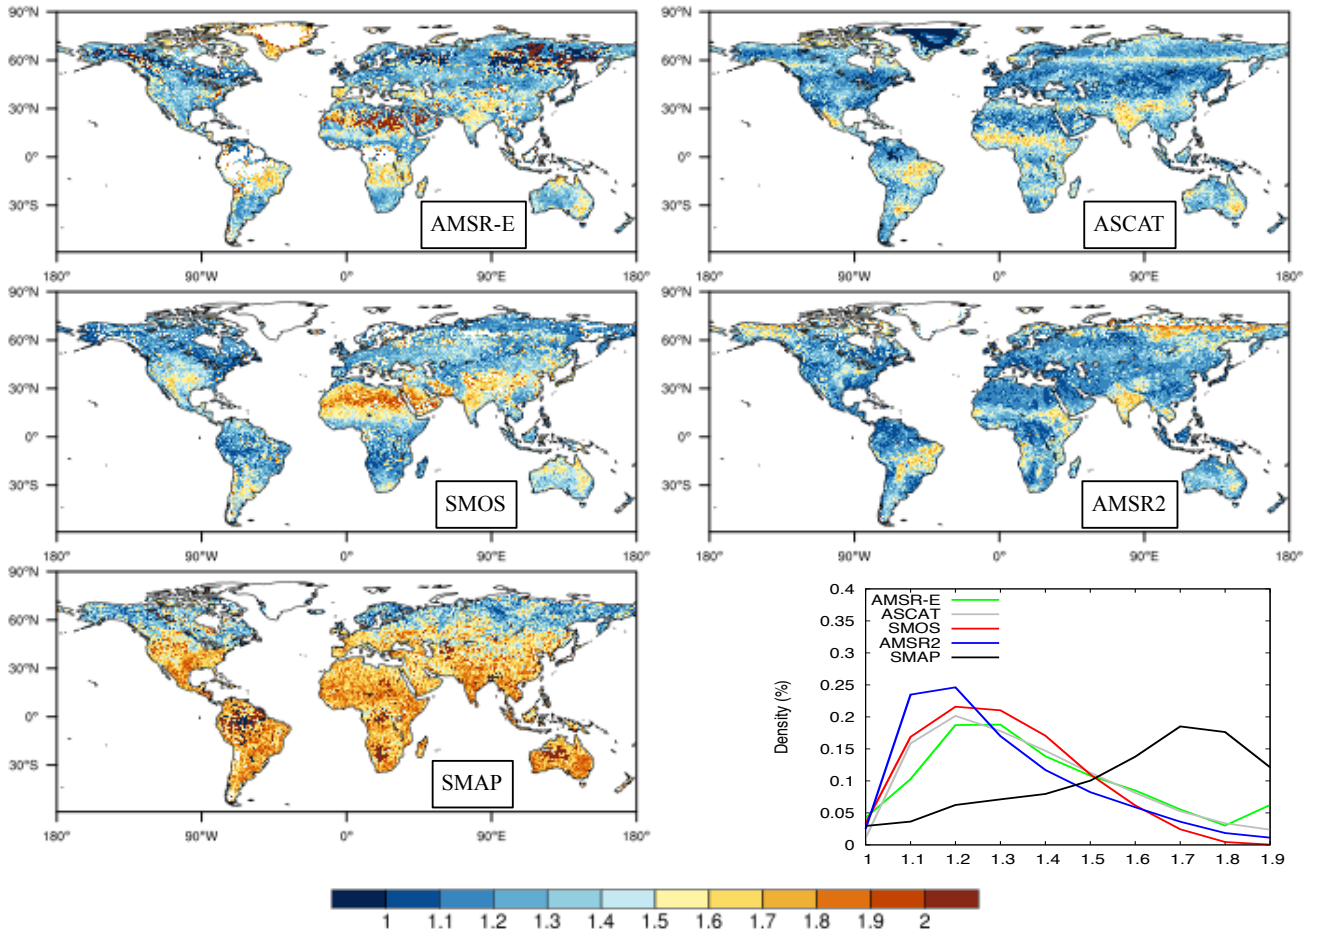 90°N 90°N
60°N 60°N
30°N 30°N
0° 0°
30°S 30°S
AMSR-E ASCAT
180° 90°W 0° 90°E 180° 180° 90°W 0° 90°E 180°
90°N 90°N
60°N 60°N
30°N 30°N
0° 0°
30°S 30°S
SMOS AMSR2
180° 90°W 0° 90°E 180° 180° 90°W 0° 90°E 180°
90°N
60°N
30°N
0°
30°S
SMAP
180° 90°W 0° 90°E 180°
Density (%)
0.4
0.35
0.3
0.25
0.2
0.15
0.1
0.05
0
AMSR-E
ASCAT
SMOS
AMSR2
SMAP
1 1.1 1.2 1.3 1.4 1.5 1.6 1.7 1.8 1.9
1 1.1 1.2 1.3 1.4 1.5 1.6 1.7 1.8 1.9 2